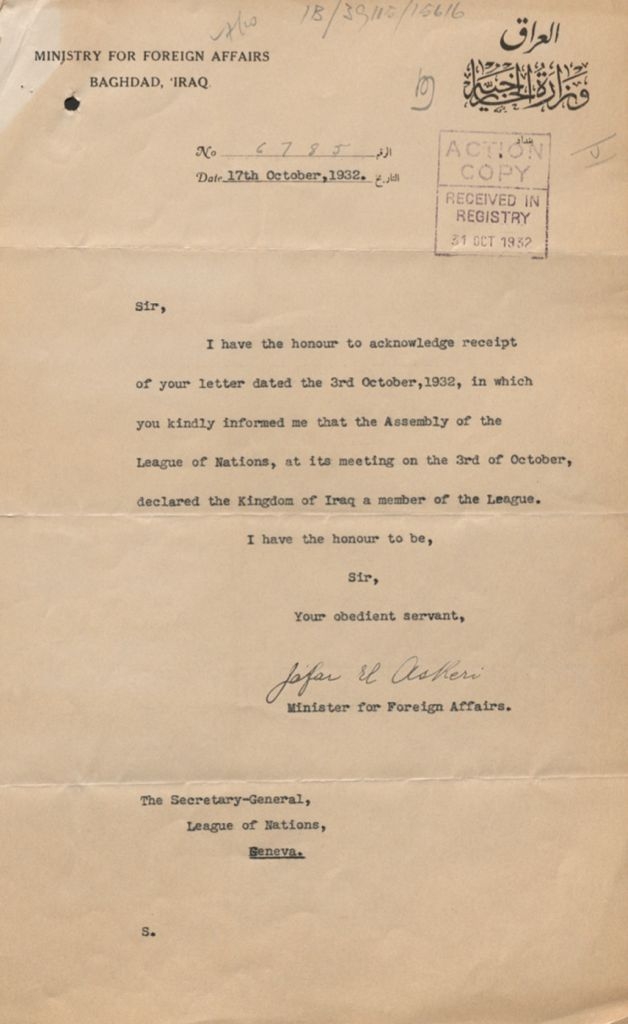 1B/39115/15616
MINISTRY FOR FOREIGN AFFAIRS
BAGHDAD, 'IRAQ.
العراق
وزارة الخارجية
بغداد
No 6785 الرقم
Date 17th October,1932. التاريخ
ACTION
COPY
RECEIVED IN
REGISTRY
31 OCT 1932
Sir,
I have the honour to acknowledge receipt
of your letter dated the 3rd October,1932, in which
you kindly informed me that the Assembly of the
League of Nations, at its meeting on the 3rd of October,
declared the Kingdom of Iraq a member of the League.
I have the honour to be,
Sir,
Your obedient servant,
Jafar El Askeri
Minister for Foreign Affairs.
The Secretary-General,
League of Nations,
Geneva.
S.